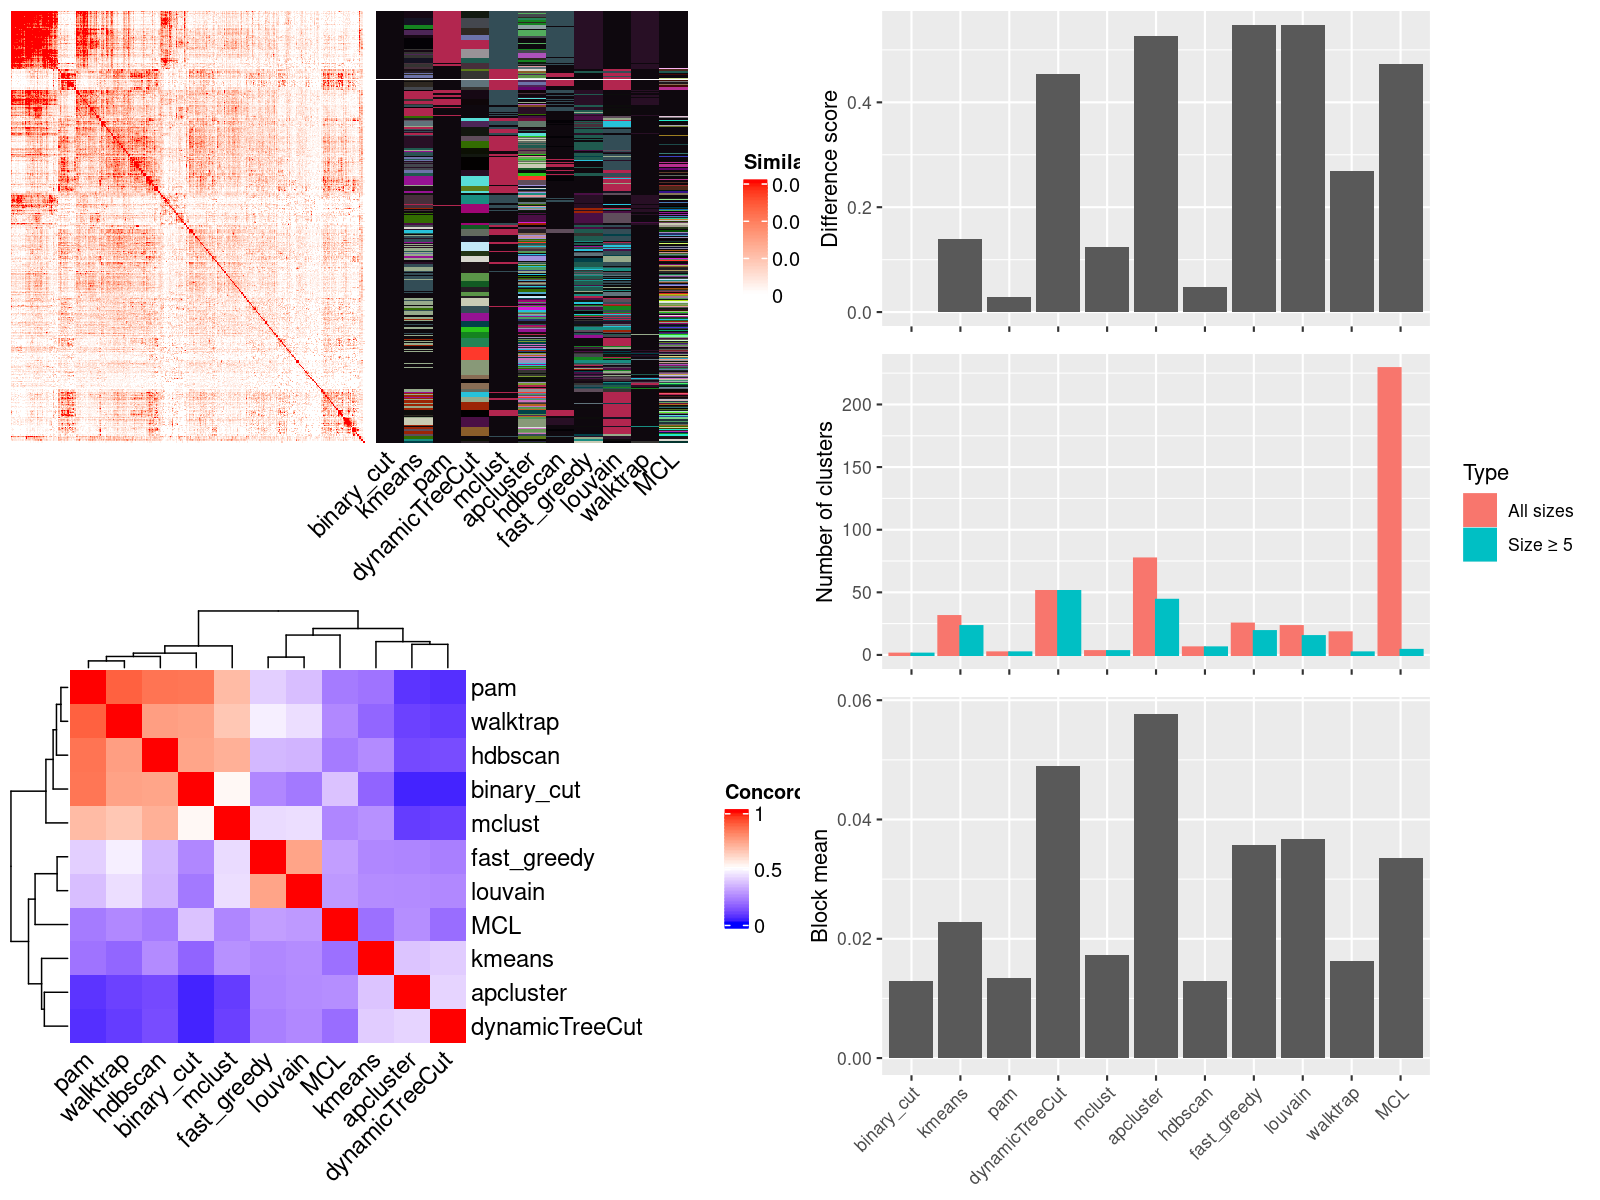 Simila
0.0
0.0
0.0
0
binary_cut
kmeans
pam
dynamicTreeCut
mclust
apcluster
hdbscan
fast_greedy
louvain
walktrap
MCL
pam
walktrap
hdbscan
binary_cut
mclust
fast_greedy
louvain
MCL
kmeans
apcluster
dynamicTreeCut
pam
walktrap
hdbscan
binary_cut
mclust
fast_greedy
louvain
MCL
kmeans
apcluster
dynamicTreeCut
Concord
1
0.5
0
Difference score
0.4
0.2
0.0
Number of clusters
200
150
100
50
0
Type
All sizes
Size ≥ 5
Block mean
0.06
0.04
0.02
0.00
binary_cut
kmeans
pam
dynamicTreeCut
mclust
apcluster
hdbscan
fast_greedy
louvain
walktrap
MCL